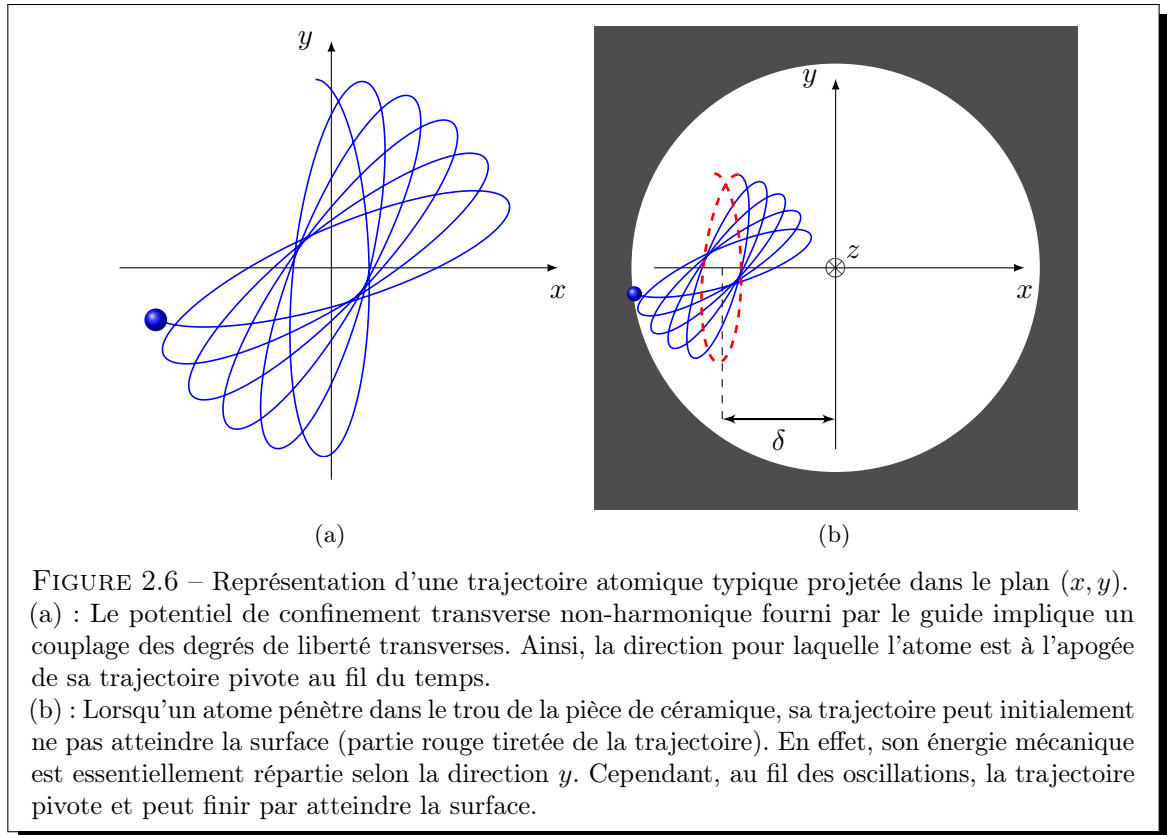 y
x
(a)
y
z
x
δ
(b)
FIGURE 2.6 – Représentation d'une trajectoire atomique typique projetée dans le plan (x, y).
(a) : Le potentiel de confinement transverse non-harmonique fourni par le guide implique un
couplage des degrés de liberté transverses. Ainsi, la direction pour laquelle l'atome est à l'apogée
de sa trajectoire pivote au fil du temps.
(b) : Lorsqu'un atome pénètre dans le trou de la pièce de céramique, sa trajectoire peut initialement
ne pas atteindre la surface (partie rouge tiretée de la trajectoire). En effet, son énergie mécanique
est essentiellement répartie selon la direction y. Cependant, au fil des oscillations, la trajectoire
pivote et peut finir par atteindre la surface.